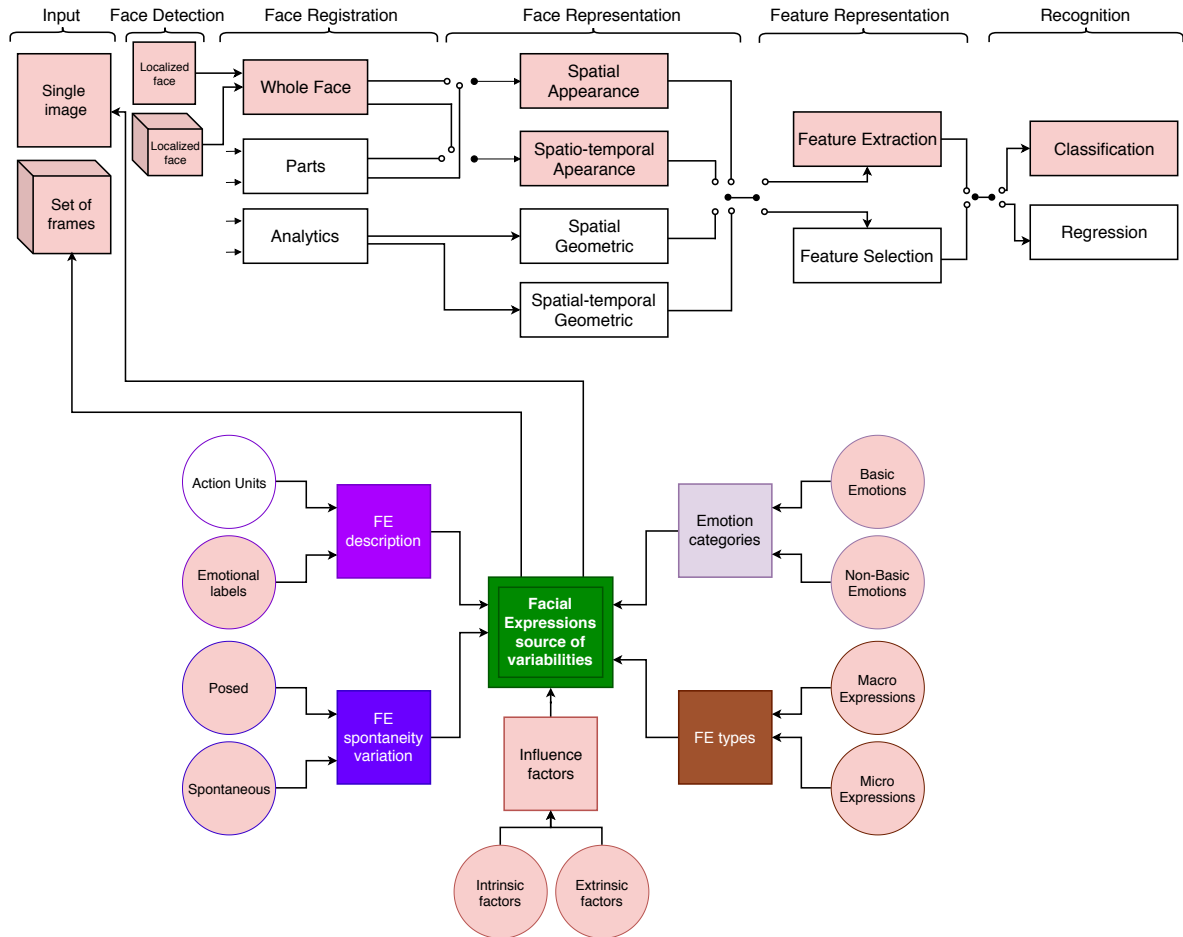 Input
Face Detection
Face Registration
Face Representation
Feature Representation
Recognition
Single
image
Set of
frames
Localized
face
Localized
face
Whole Face
Parts
Analytics
Spatial
Appearance
Spatio-temporal
Apearance
Spatial
Geometric
Spatial-temporal
Geometric
Feature Extraction
Feature Selection
Classification
Regression
Action Units
Emotional
labels
FE
description
Posed
Spontaneous
FE
spontaneity
variation
Facial
Expressions
source of
variabilities
Influence
factors
Intrinsic
factors
Extrinsic
factors
Emotion
categories
Basic
Emotions
Non-Basic
Emotions
FE types
Macro
Expressions
Micro
Expressions